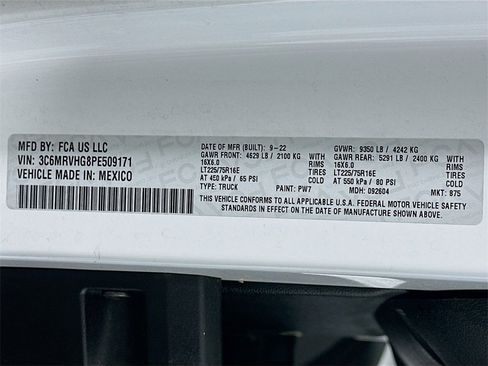 MFD BY: FCA US LLC
VIN: 3C6MRVHG8PE509171
VEHICLE MADE IN: MEXICO
DATE OF MFR (BUILT): 9-22 GVWR: 9350 LB / 4242 KG
GAWR FRONT: 4629 LB / 2100 KG GAWR REAR: 5291 LB / 2400 KG
16X6.0 RIMS 16X6.0 RIMS
LT225/75R16E TIRES LT225/75R16E TIRES
AT 450 kPa / 65 PSI COLD AT 550 kPa / 80 PSI COLD
TYPE: TRUCK PAINT: PW7 MDH: 092604 MKT: 875
THIS VEHICLE CONFORMS TO ALL APPLICABLE U.S.A. FEDERAL MOTOR VEHICLE SAFETY
STANDARDS IN EFFECT ON THE DATE OF MANUFACTURE SHOWN ABOVE.